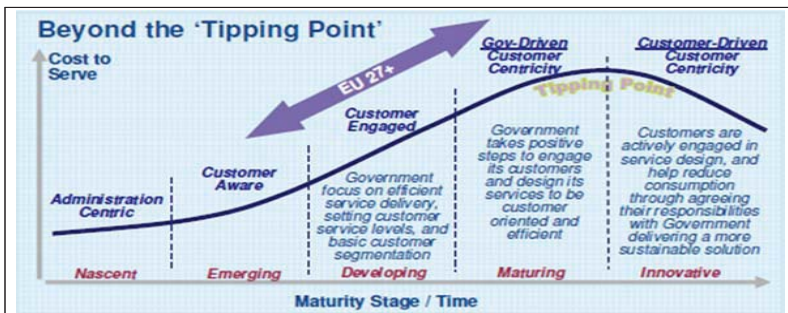 Beyond the ‘Tipping Point’
Cost to
Serve
EU 27+
Gov-Driven
Customer
Centricity
Customer-Driven
Customer
Centricity
Tipping Point
Administration
Centric
Customer
Aware
Customer
Engaged
Government
focus on efficient
service delivery,
setting customer
service levels, and
basic customer
segmentation
Government
takes positive
steps to engage
its customers
and design its
services to be
customer
oriented and
efficient
Customers are
actively engaged in
service design, and
help reduce
consumption
through agreeing
their responsibilities
with Government
delivering a more
sustainable solution
Nascent
Emerging
Developing
Maturing
Innovative
Maturity Stage / Time